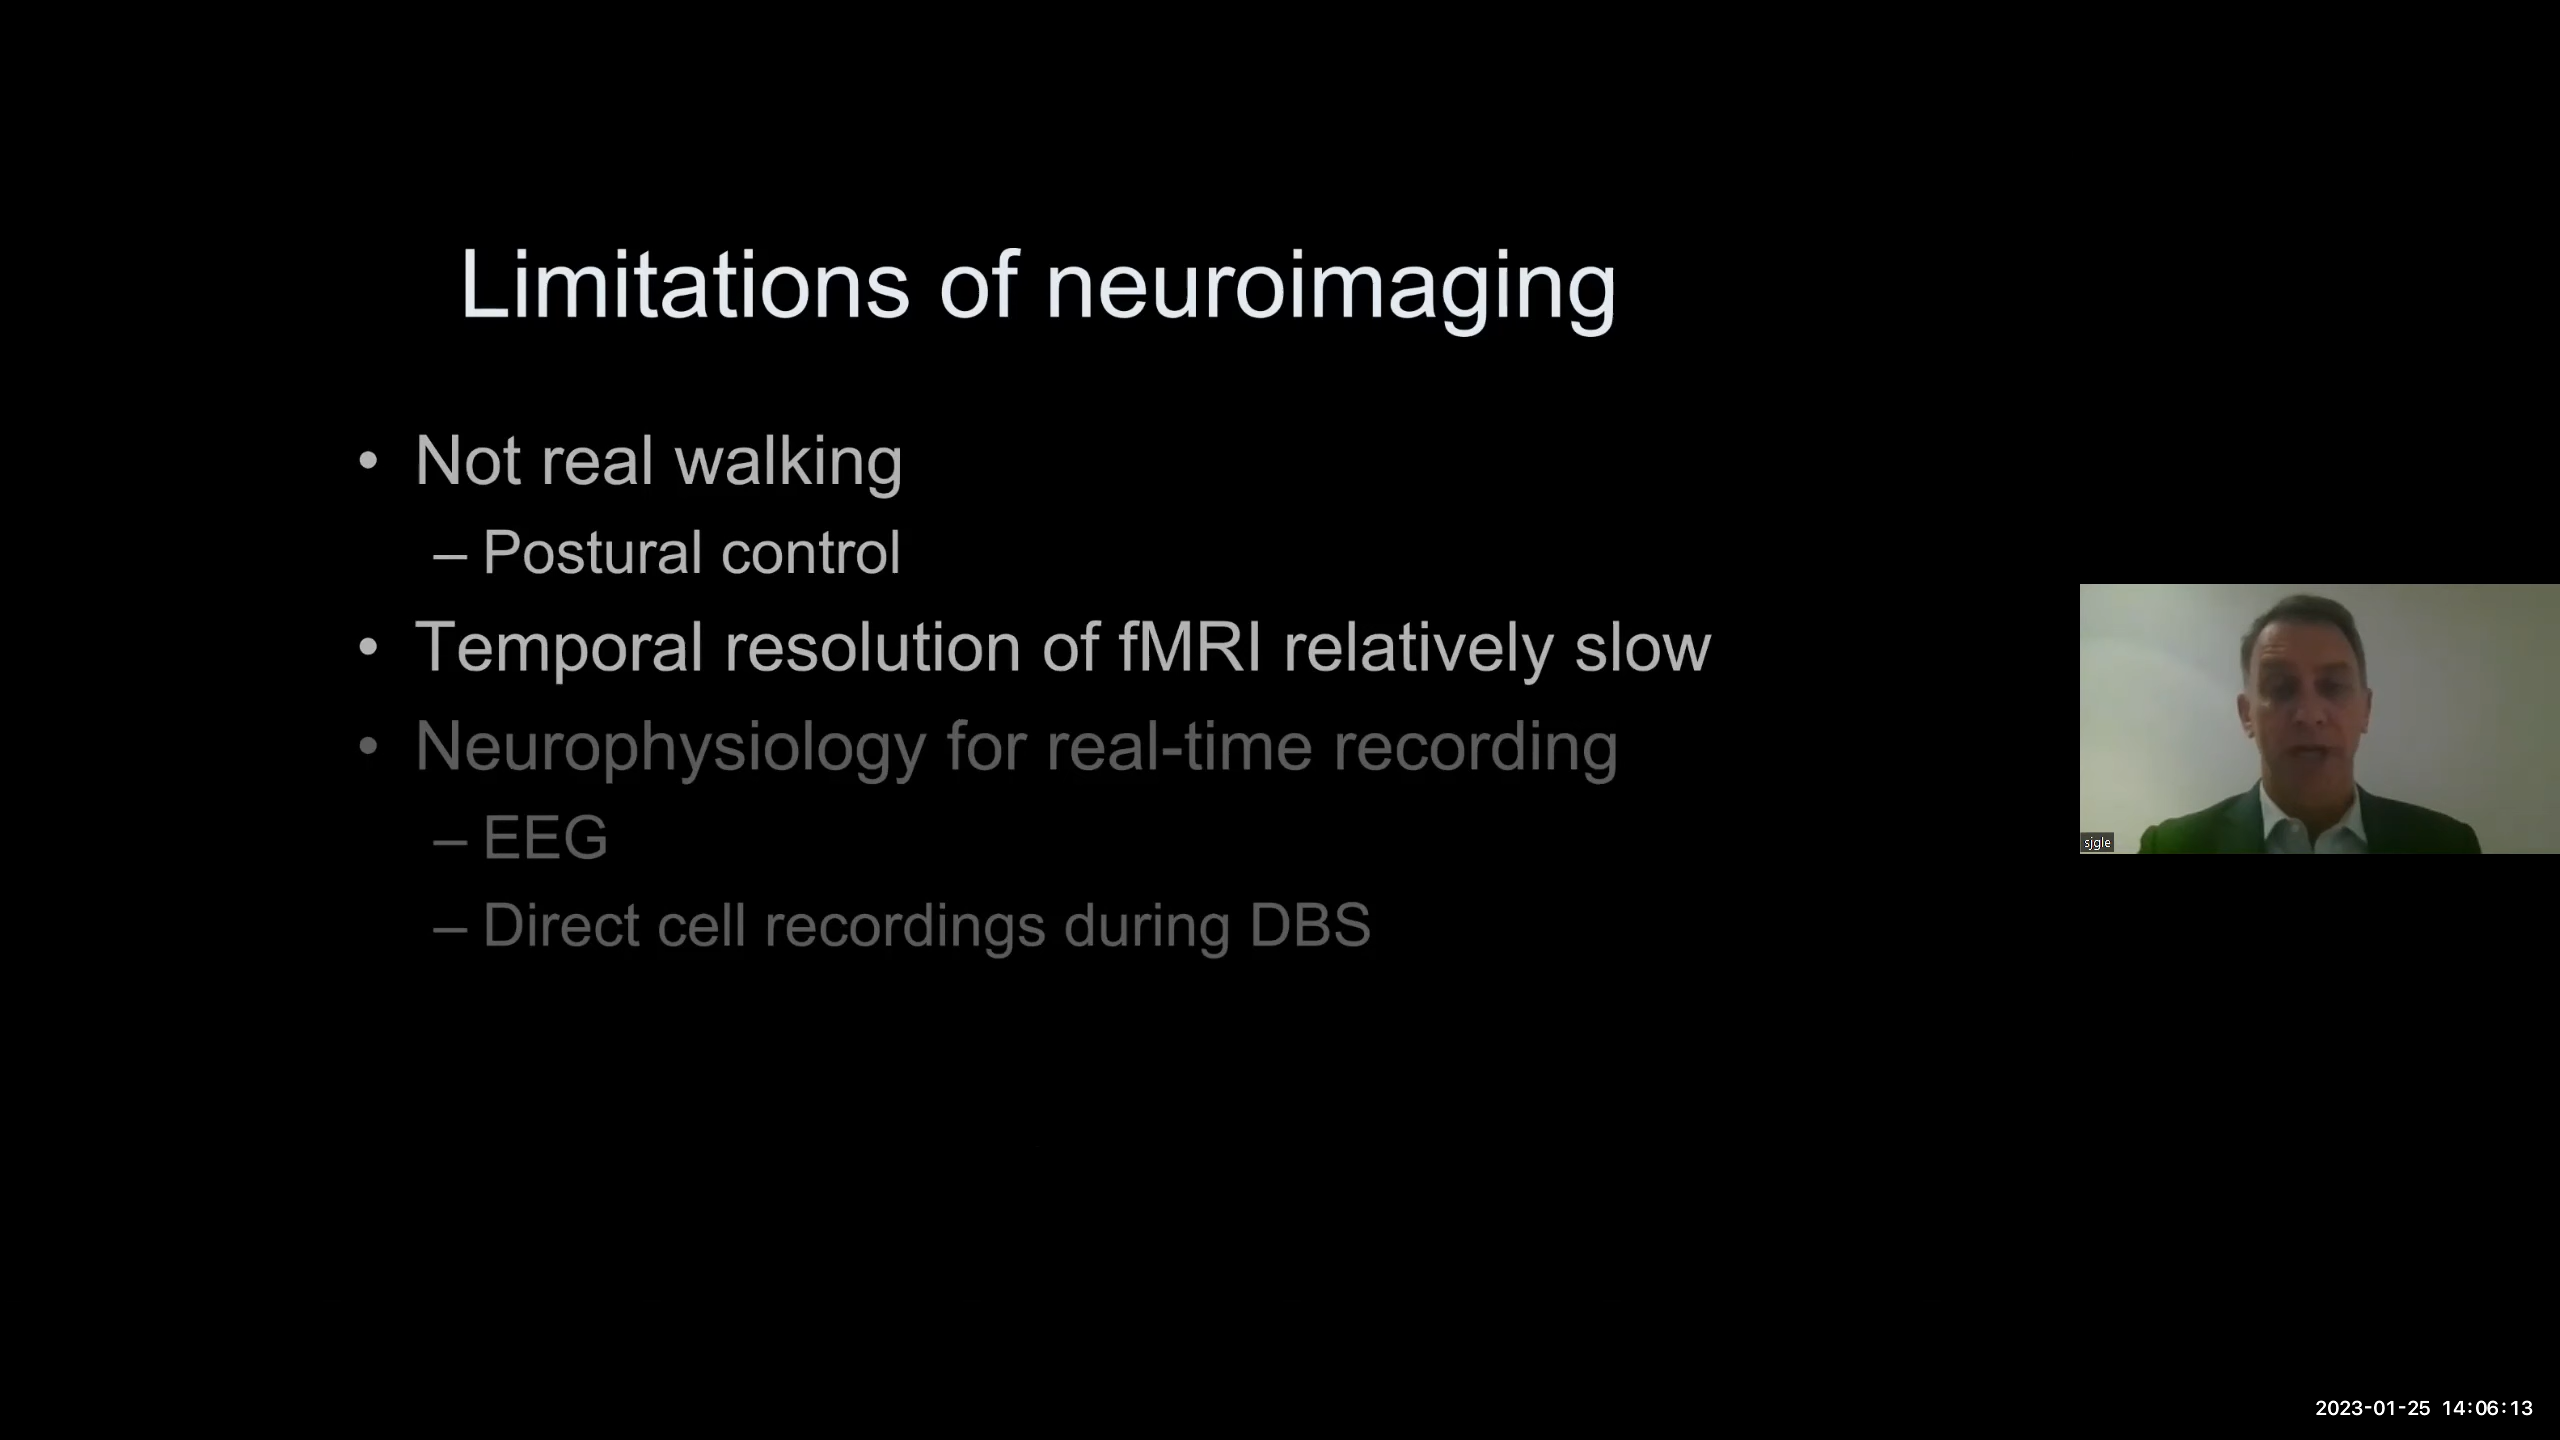 Limitations of neuroimaging
• Not real walking
– Postural control
• Temporal resolution of fMRI relatively slow
• Neurophysiology for real-time recording
– EEG
– Direct cell recordings during DBS
sjgle
2023-01-25 14:06:13